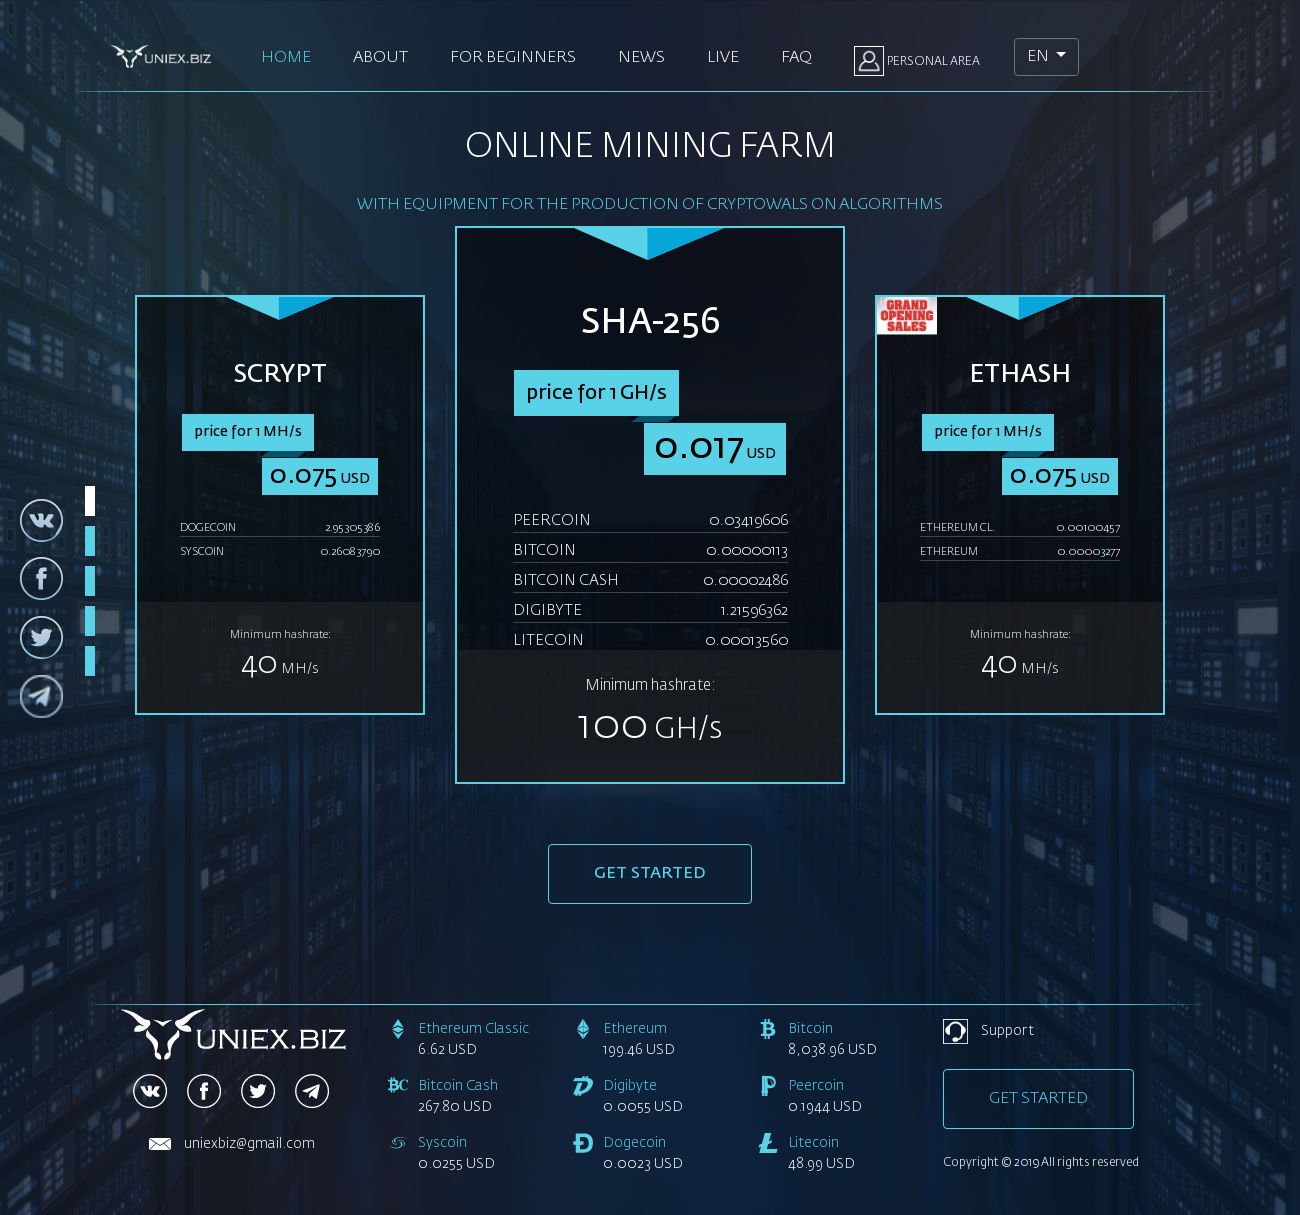 UNIEX.BIZ
HOME
ABOUT
FOR BEGINNERS
NEWS
LIVE
FAQ
PERSONAL AREA
EN
ONLINE MINING FARM
WITH EQUIPMENT FOR THE PRODUCTION OF CRYPTOWALS ON ALGORITHMS
SCRYPT
price for 1 MH/s
0.075 USD
DOGECOIN 2.95305386
SYSCOIN 0.26083790
Minimum hashrate:
40 MH/s
SHA-256
price for 1 GH/s
0.017 USD
PEERCOIN 0.03419606
BITCOIN 0.00000113
BITCOIN CASH 0.00002486
DIGIBYTE 1.21596362
LITECOIN 0.00013560
Minimum hashrate:
100 GH/s
GRAND
OPENING
SALES
ETHASH
price for 1 MH/s
0.075 USD
ETHEREUM CL. 0.00100457
ETHEREUM 0.00003277
Minimum hashrate:
40 MH/s
GET STARTED
UNIEX.BIZ
uniexbiz@gmail.com
Ethereum Classic
6.62 USD
Bitcoin Cash
267.80 USD
Syscoin
0.0255 USD
Ethereum
199.46 USD
Digibyte
0.0055 USD
Dogecoin
0.0023 USD
Bitcoin
8,038.96 USD
Peercoin
0.1944 USD
Litecoin
48.99 USD
Support
GET STARTED
Copyright © 2019 All rights reserved